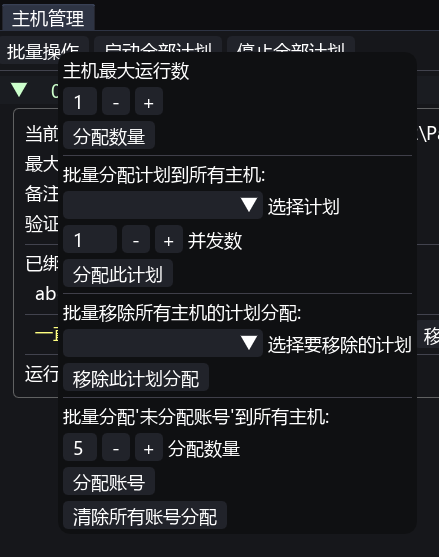 主机管理
批量操作 启动全部计划 停止全部计划
主机最大运行数
1 - +
分配数量
批量分配计划到所有主机:
选择计划
1 - + 并发数
分配此计划
批量移除所有主机的计划分配:
选择要移除的计划
移除此计划分配
批量分配'未分配账号'到所有主机:
5 - + 分配数量
分配账号
清除所有账号分配
当前
最大
备注
验证
已绑
ab
移
运行